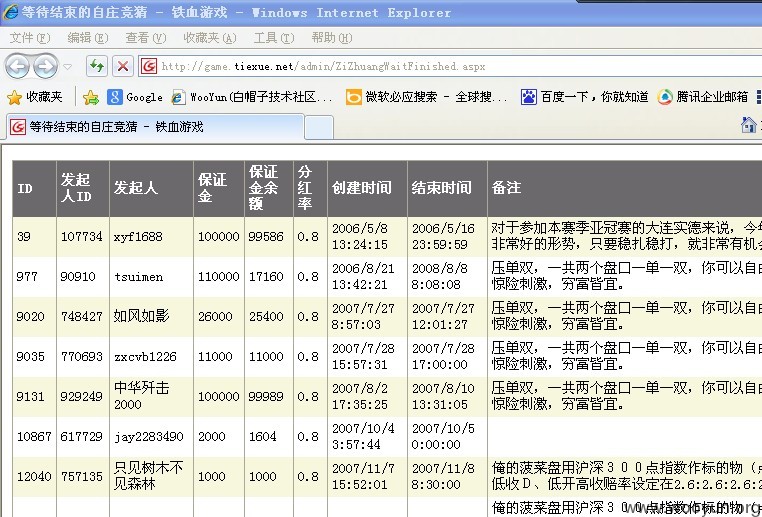 等待结束的自庄竞猜 - 铁血游戏 - Windows Internet Explorer
文件(F) 编辑(E) 查看(V) 收藏夹(A) 工具(T) 帮助(H)
http://game.tiexue.net/admin/ZiZhuangWaitFinished.aspx
收藏夹 Google WooYun(白帽子技术社区... 微软必应搜索 - 全球搜... 百度一下，你就知道 腾讯企业邮箱
等待结束的自庄竞猜 - 铁血游戏
ID 发起人ID 发起人 保证金 保证金余额 分红率 创建时间 结束时间 备注
39 107734 xyf1688 100000 99586 0.8 2006/5/8 13:24:15 2006/5/16 23:59:59 对于参加本赛季亚冠赛的大连实德来说，今年
非常好的形势，只要稳扎稳打，就非常有机会
977 90910 tsuimen 110000 17160 0.8 2006/8/21 13:42:21 2008/8/8 8:08:08 压单双，一共两个盘口一单一双，你可以自由
惊险刺激，穷富皆宜。
9020 748427 如风如影 26000 25400 0.8 2007/7/27 8:57:03 2007/7/27 12:01:27 压单双，一共两个盘口一单一双，你可以自由
惊险刺激，穷富皆宜。
9035 770693 zxcvb1226 11000 11000 0.8 2007/7/28 15:57:31 2007/7/28 17:00:00 压单双，一共两个盘口一单一双，你可以自由
惊险刺激，穷富皆宜。
9131 929249 中华歼击2000 100000 99989 0.8 2007/8/2 17:35:25 2007/8/10 13:31:05 压单双，一共两个盘口一单一双，你可以自由
惊险刺激，穷富皆宜。
10867 617729 jay2283490 2000 1604 0.8 2007/10/4 3:57:44 2007/10/5 0:00:00
12040 757135 只见树木不见森林 1000 1000 0.8 2007/11/7 15:52:01 2007/11/8 8:30:00 俺的菠菜盘用沪深３００点指数作标的物（点
低收Ｄ、低开高收赔率设定在2.6:2.6:2.6:2
俺的菠菜盘用沪深３００点指数作标的物（
www.wooyun.org